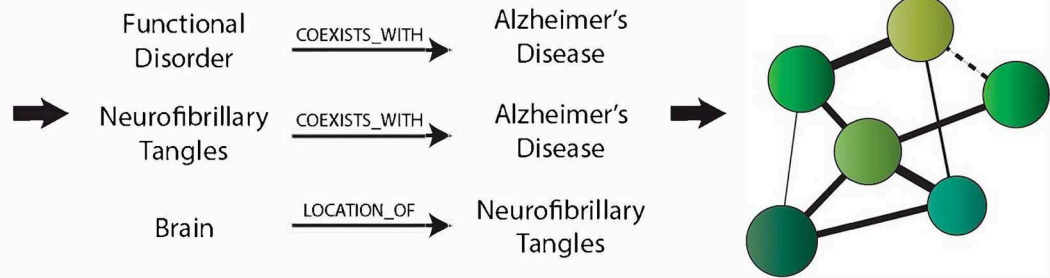 Functional
Disorder
COEXISTS_WITH
Alzheimer's
Disease
Neurofibrillary
Tangles
COEXISTS_WITH
Alzheimer's
Disease
Brain
LOCATION_OF
Neurofibrillary
Tangles